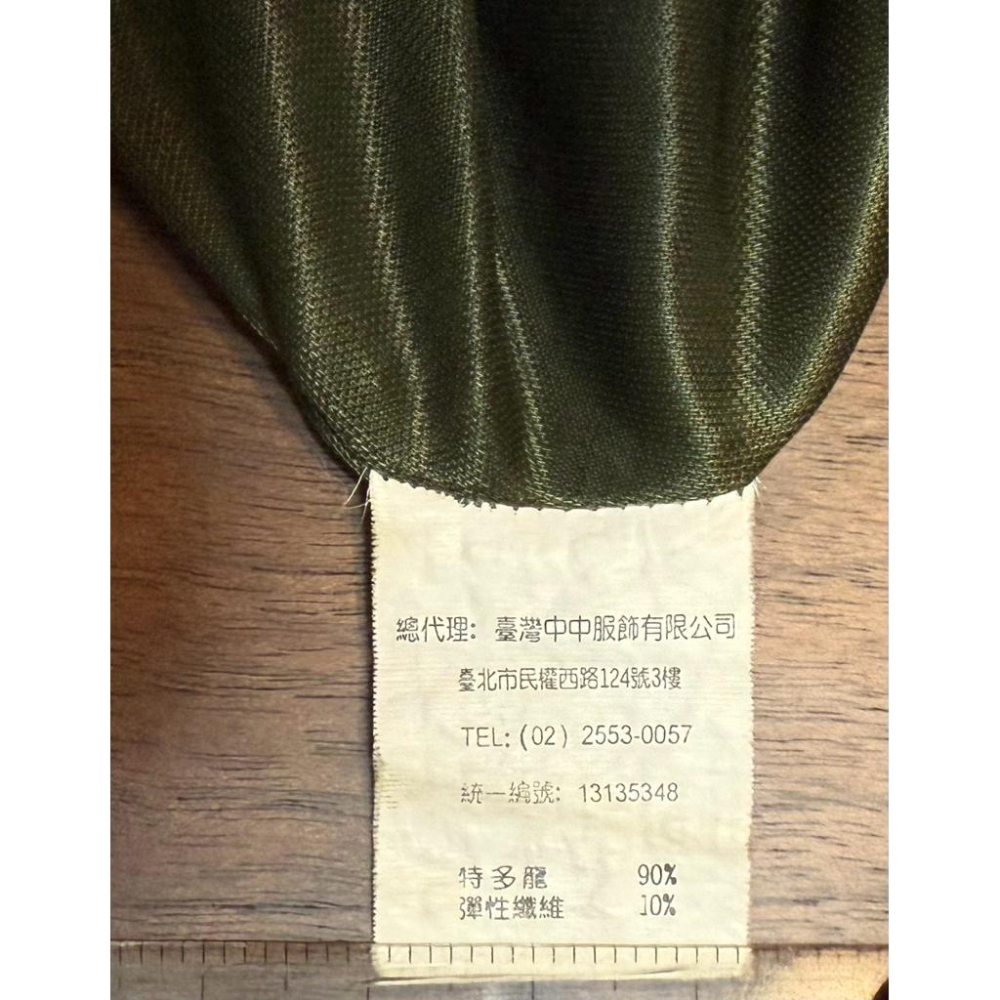 總代理: 臺灣中中服飾有限公司
臺北市民權西路124號3樓
TEL: (02) 2553-0057
統一編號: 13135348
特多龍 90%
彈性纖維 10%